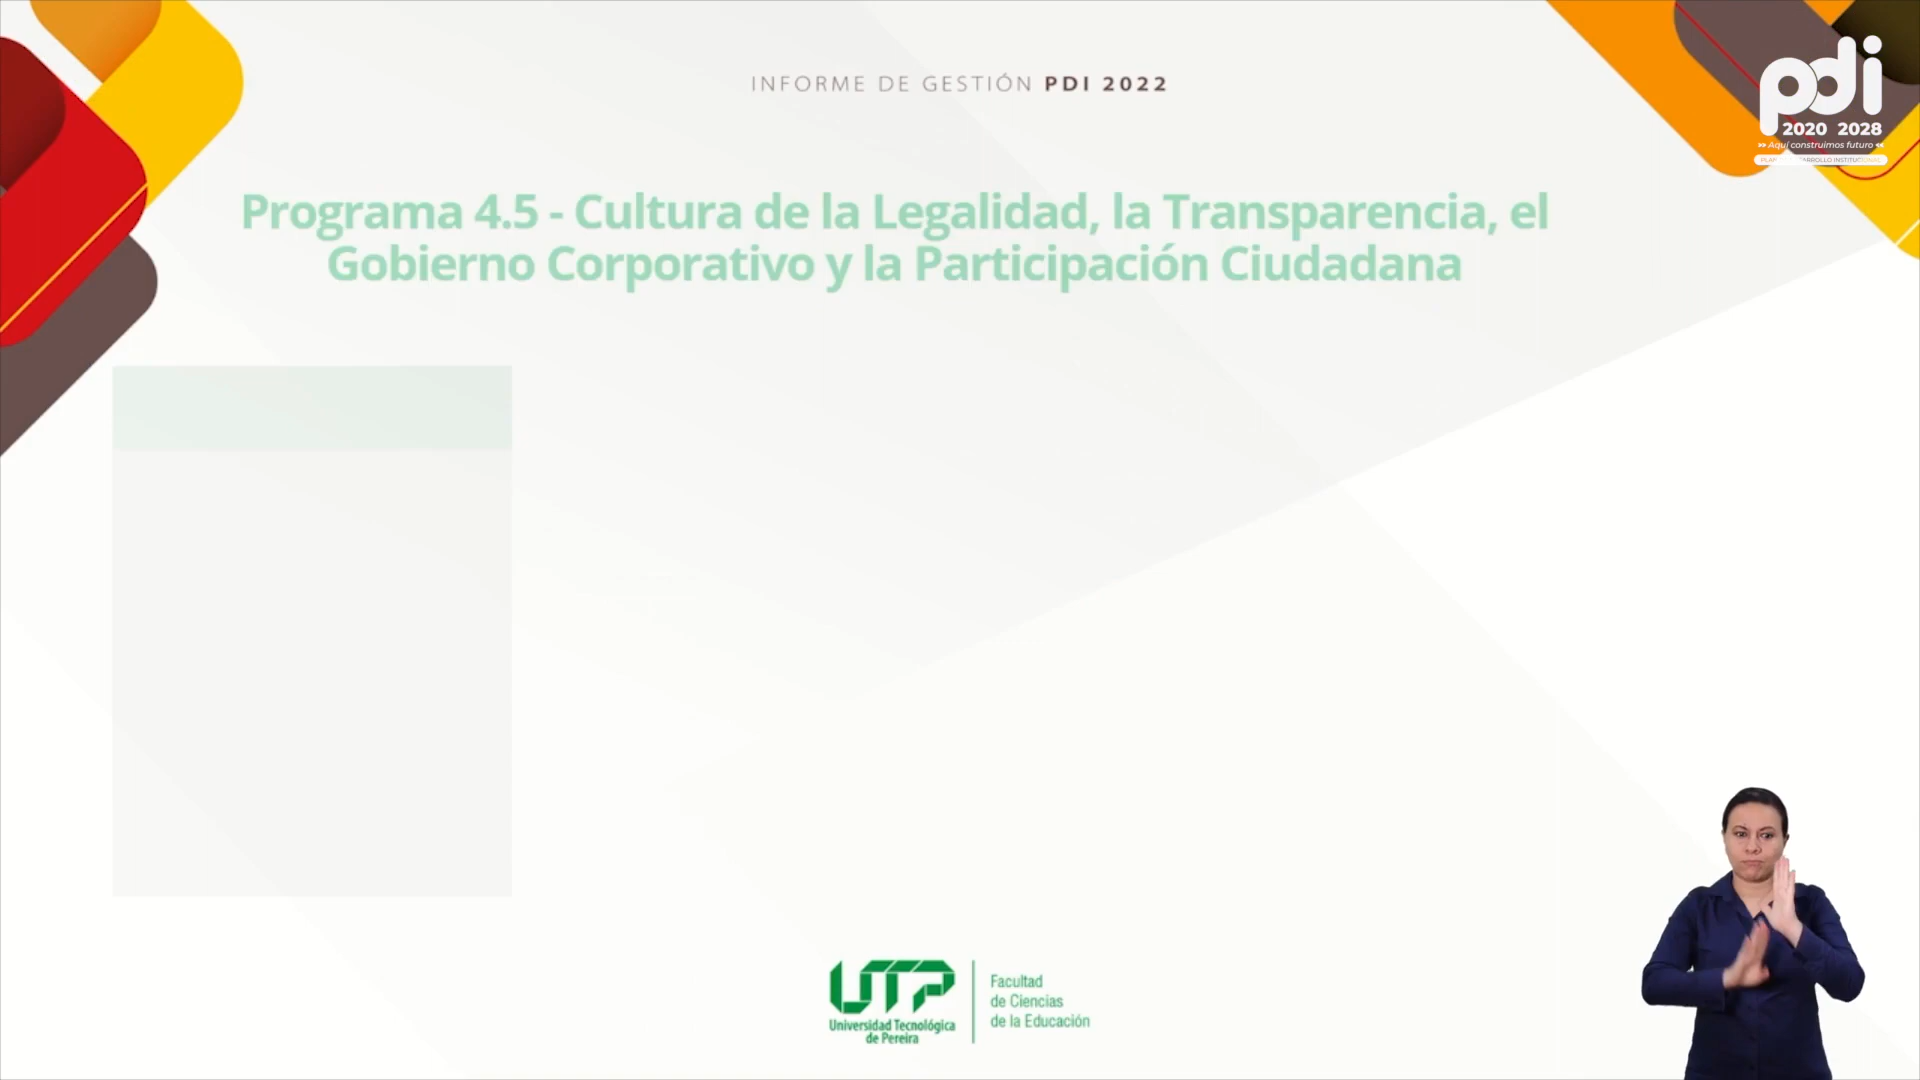 INFORME DE GESTIÓN PDI 2022
pdi
2020 2028
Aquí construimos futuro
Programa 4.5 - Cultura de la Legalidad, la Transparencia, el
Gobierno Corporativo y la Participación Ciudadana
UTP
Universidad Tecnológica
de Pereira
Facultad
de Ciencias
de la Educación